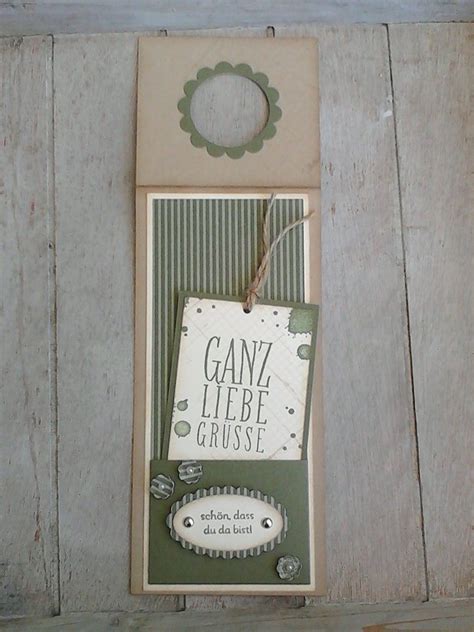 GANZ
LIEBE
GRÜSSE
schön, dass
du da bist!